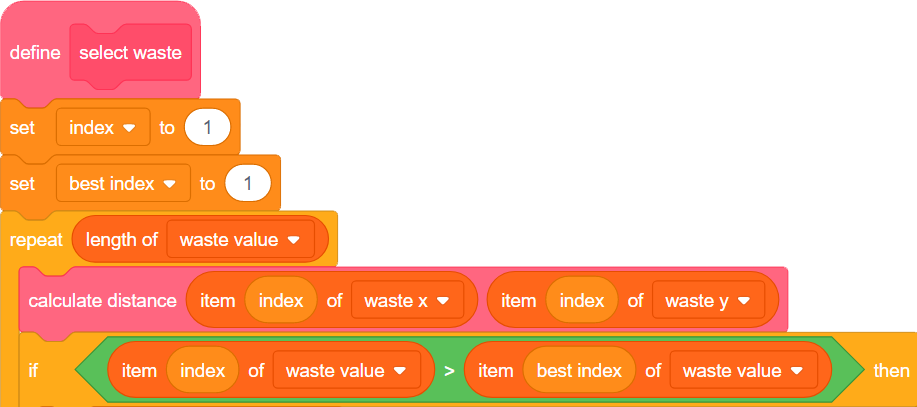 define select waste
set index to 1
set best index to 1
repeat length of waste value
calculate distance item index of waste x item index of waste y
if item index of waste value > item best index of waste value then